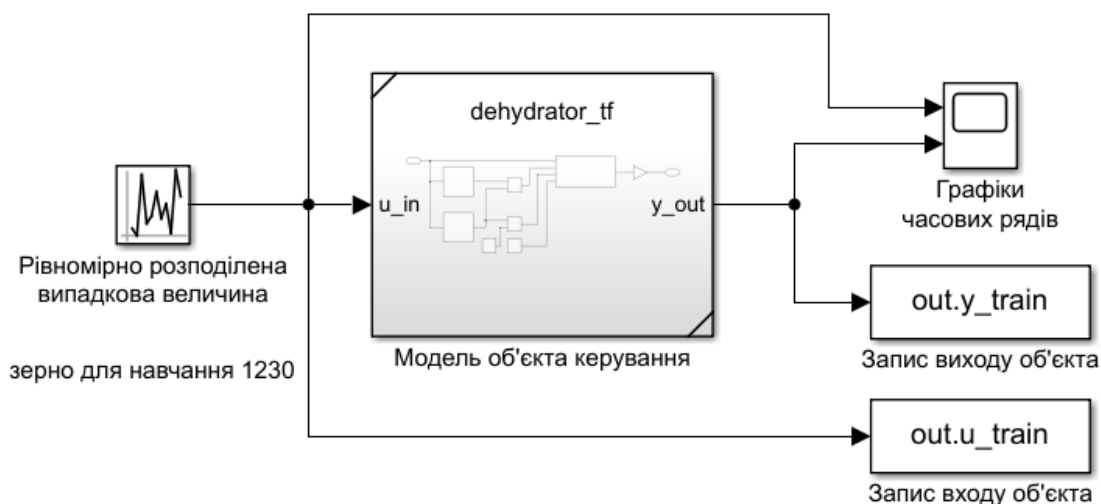 dehydrator_tf
u_in
y_out
Графіки
часових рядів
Рівномірно розподілена
випадкова величина
out.y_train
Модель об'єкта керування
Запис виходу об'єкта
зерно для навчання 1230
out.u_train
Запис входу об'єкта